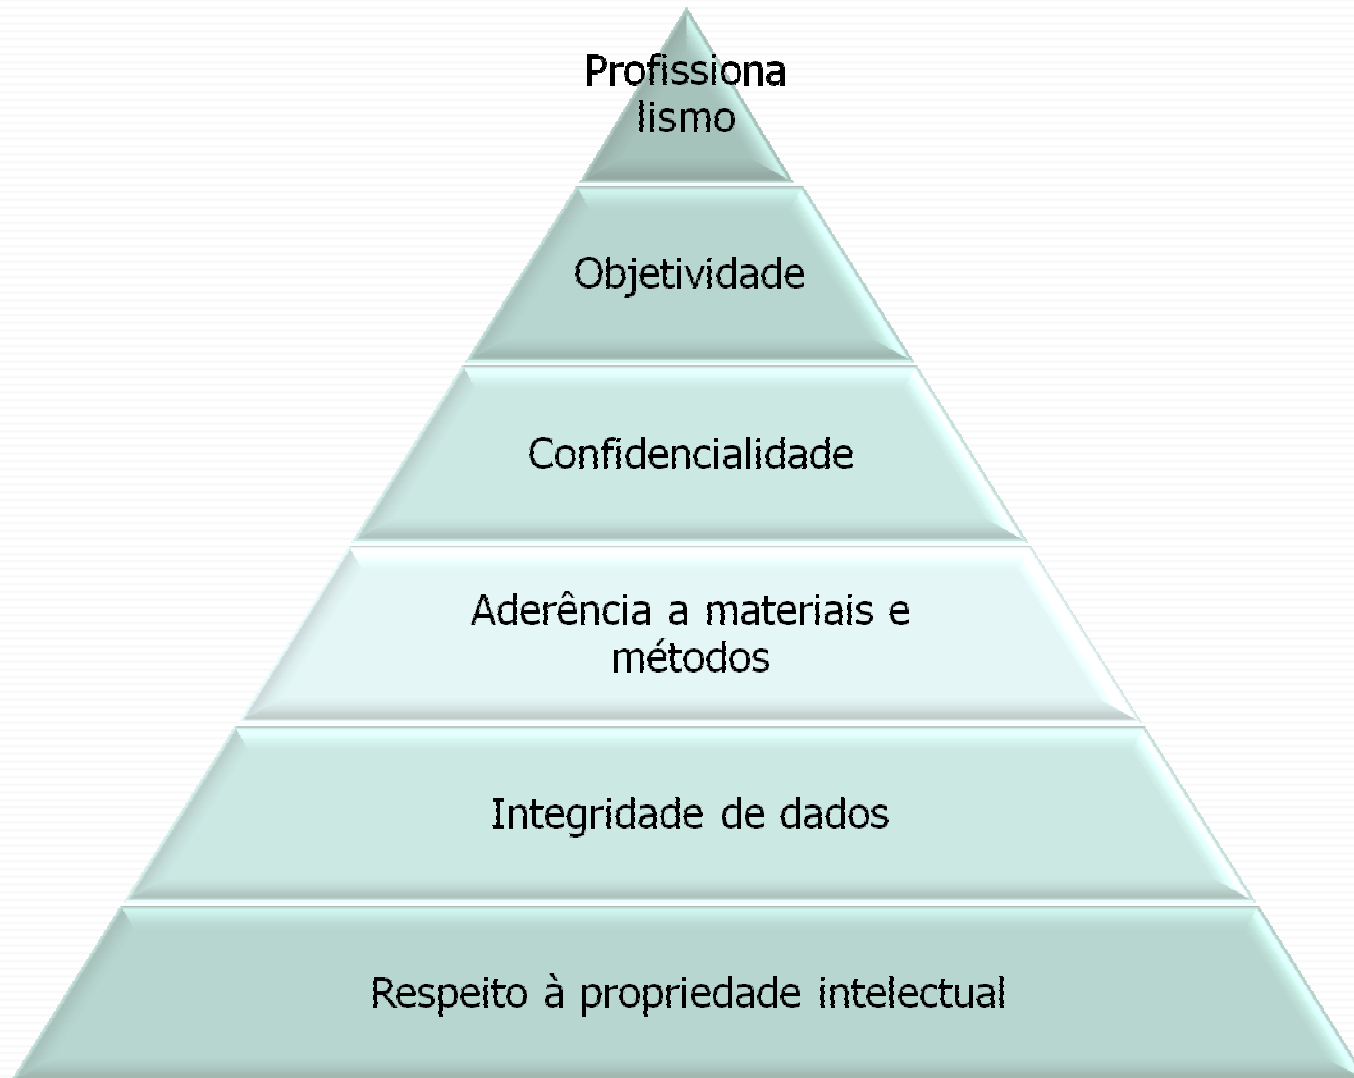 Profissiona
lismo
Objetividade
Confidencialidade
Aderência a materiais e
métodos
Integridade de dados
Respeito à propriedade intelectual